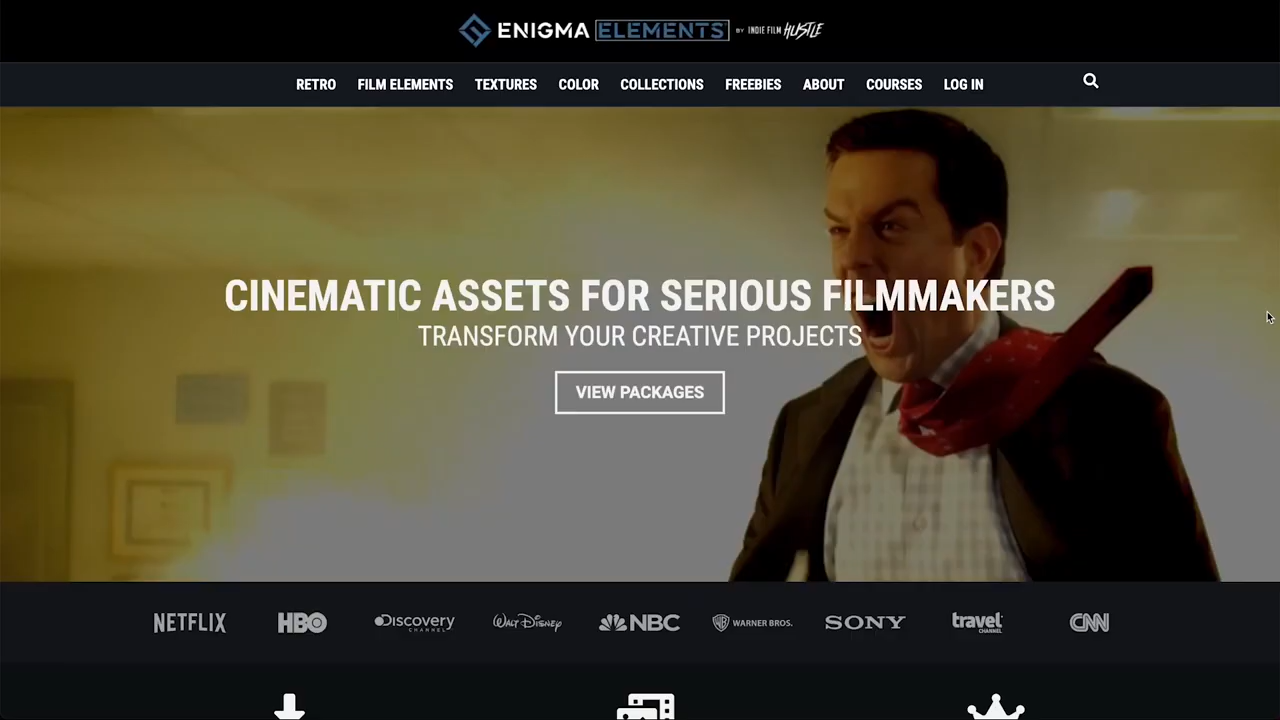 ENIGMA ELEMENTS BY INDIE FILM HUSTLE
RETRO FILM ELEMENTS TEXTURES COLOR COLLECTIONS FREEBIES ABOUT COURSES LOG IN
CINEMATIC ASSETS FOR SERIOUS FILMMAKERS
TRANSFORM YOUR CREATIVE PROJECTS
VIEW PACKAGES
NETFLIX HBO Discovery CHANNEL WALT DISNEY NBC WB WARNER BROS. SONY travel CHANNEL CNN